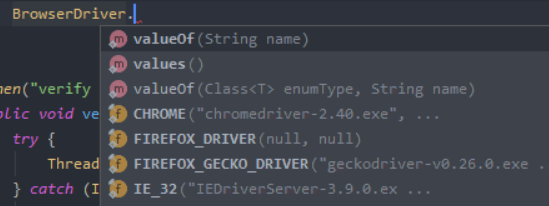 BrowserDriver.
m valueOf(String name)
m values()
m valueOf(Class<T> enumType, String name)
hen("verify
f CHROME("chromedriver-2.40.exe", ...
blic void ve
f FIREFOX_DRIVER(null, null)
try {
f FIREFOX_GECKO_DRIVER("geckodriver-v0.26.0.exe ...
Thread
f IE_32("IEDriverServer-3.9.0.ex ...
} catch (I